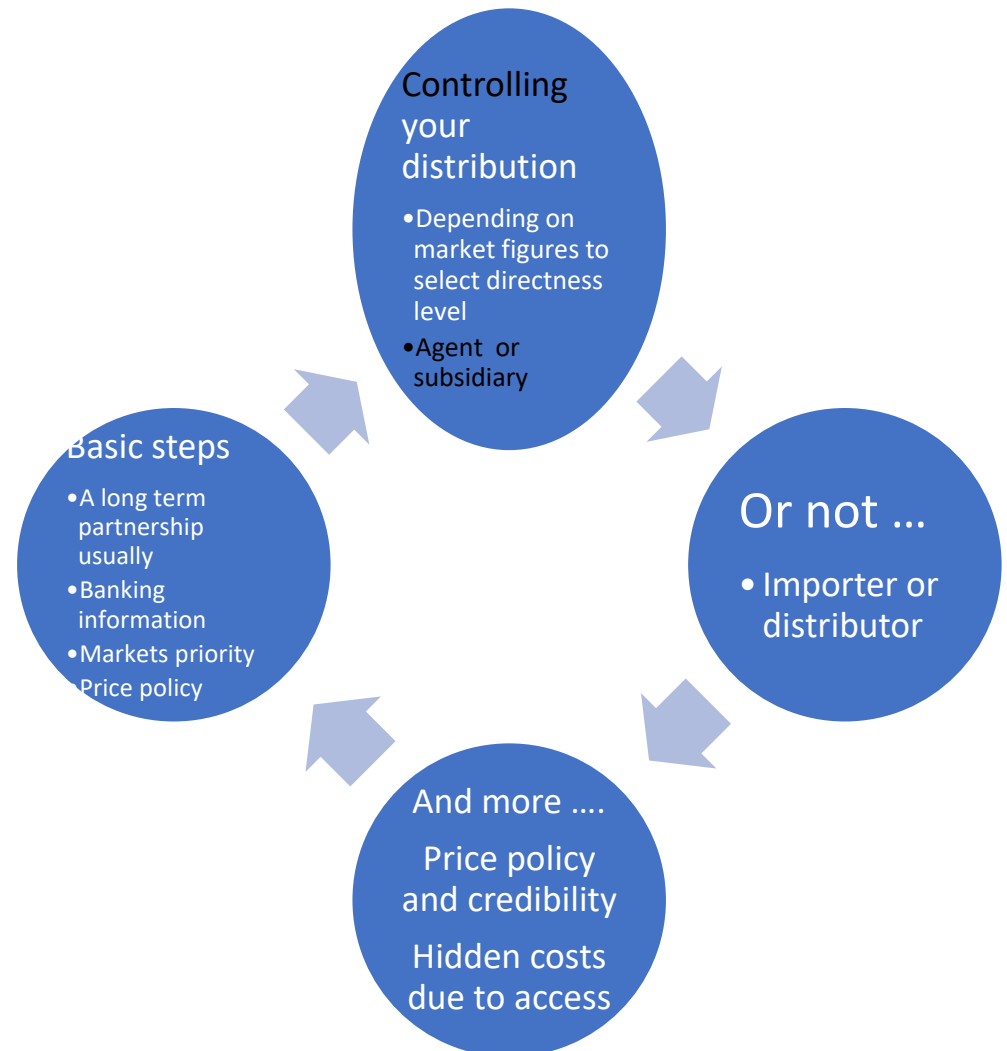 Controlling
your
distribution
•Depending on
market figures to
select directness
level
•Agent or
subsidiary
Or not …
• Importer or
distributor
And more ….
Price policy
and credibility
Hidden costs
due to access
Basic steps
•A long term
partnership
usually
•Banking
information
•Markets priority
•Price policy